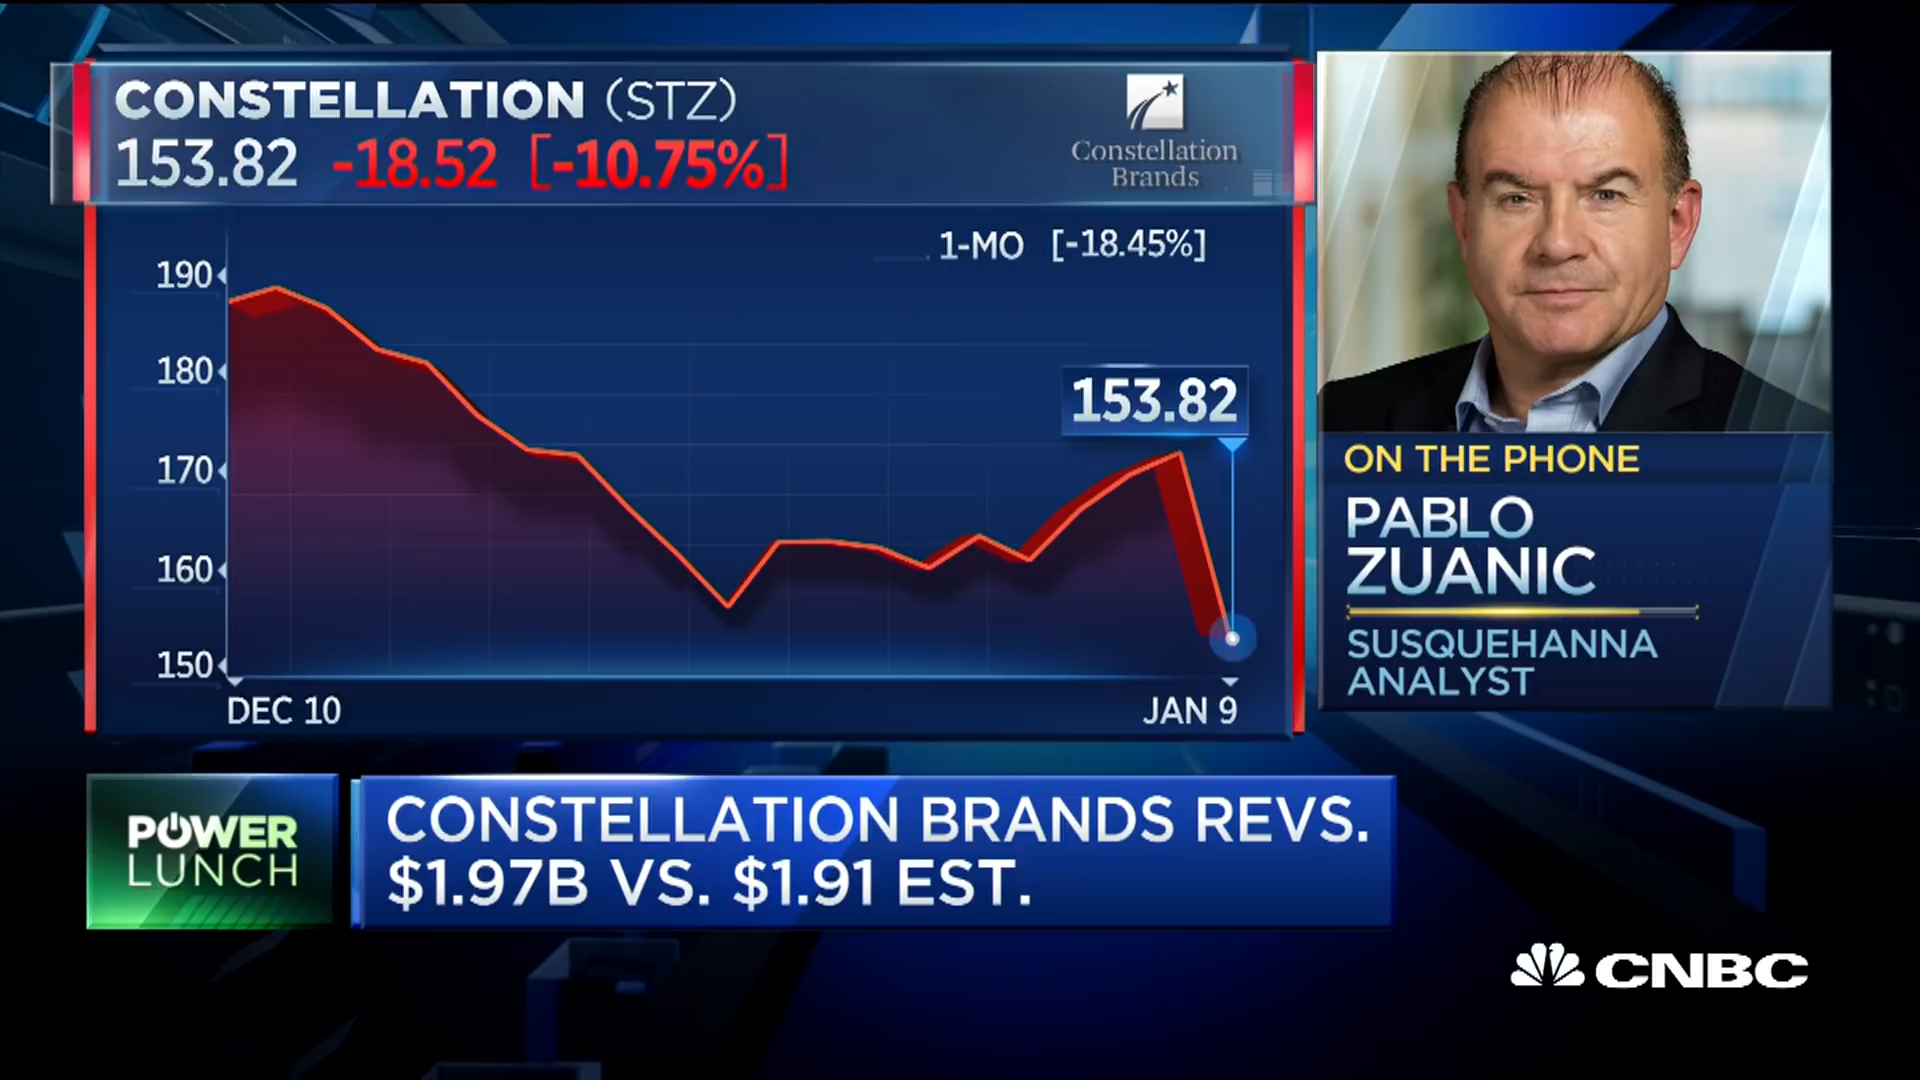 CONSTELLATION (STZ)
153.82 -18.52 [-10.75%]
Constellation
Brands
1-MO [-18.45%]
190
180
170
160
150
153.82
DEC 10
JAN 9
ON THE PHONE
PABLO
ZUANIC
SUSQUEHANNA
ANALYST
POWER
LUNCH
CONSTELLATION BRANDS REVS.
$1.97B VS. $1.91 EST.
CNBC